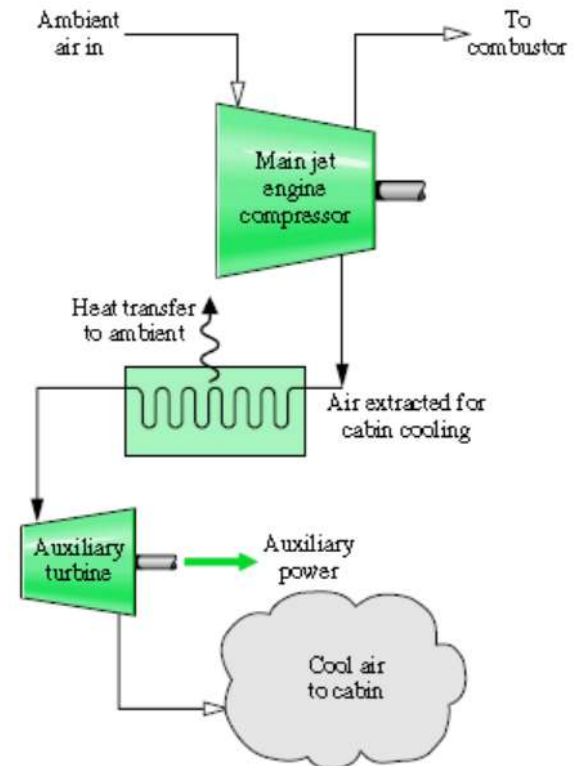 Ambient
air in
To
combustor
Main jet
engine
compressor
Heat transfer
to ambient
Air extracted for
cabin cooling
Auxiliary
turbine
Auxiliary
power
Cool air
to cabin